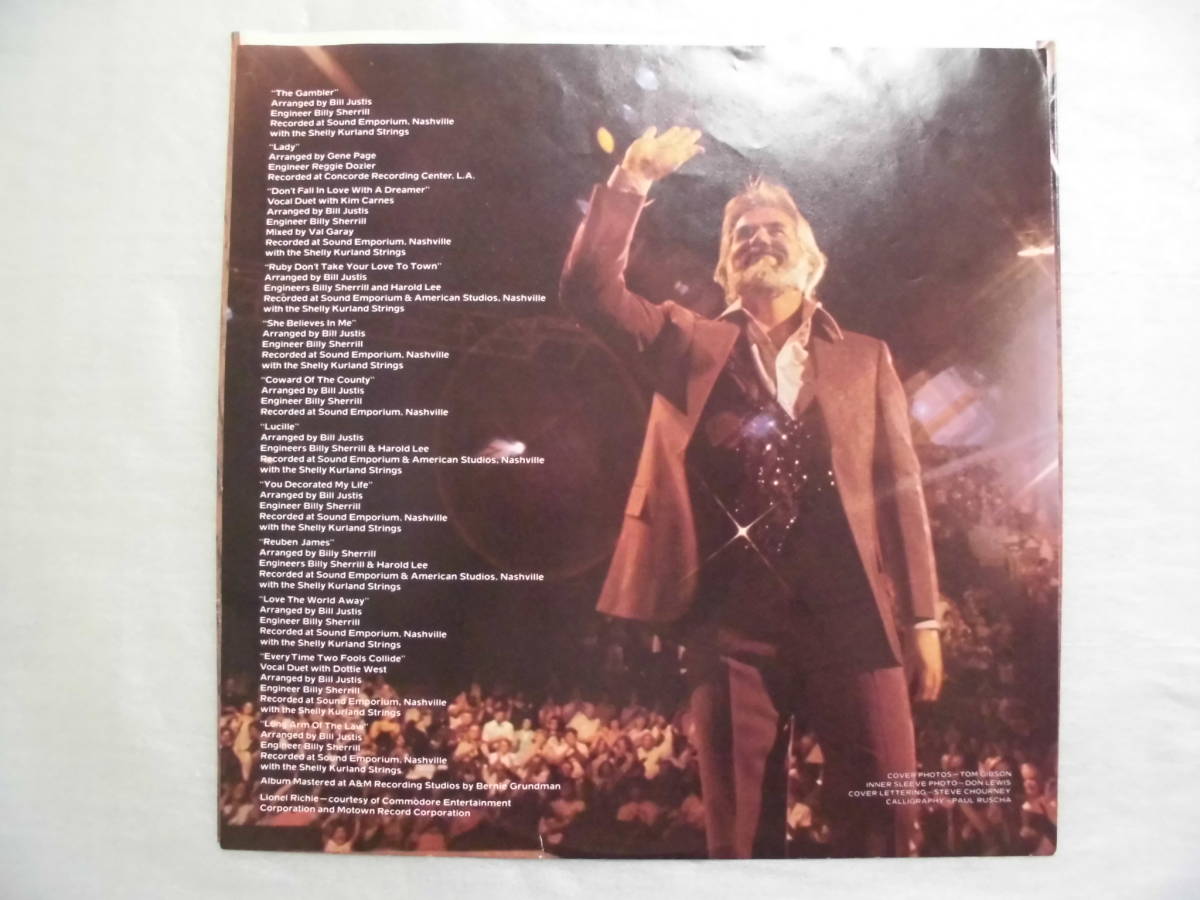 "The Gambler"
Arranged by Bill Justis
Engineer Billy Sherrill
Recorded at Sound Emporium, Nashville
with the Shelly Kurland Strings
"Lady"
Arranged by Gene Page
Engineer Reggie Dozier
Recorded at Concorde Recording Center, L.A.
"Don't Fall In Love With A Dreamer"
Vocal Duet with Kim Carnes
Arranged by Bill Justis
Engineer Billy Sherrill
Mixed by Val Garay
Recorded at Sound Emporium, Nashville
with the Shelly Kurland Strings
"Ruby Don't Take Your Love To Town"
Arranged by Bill Justis
Engineers Billy Sherrill and Harold Lee
Recorded at Sound Emporium & American Studios, Nashville
with the Shelly Kurland Strings
"She Believes In Me"
Arranged by Bill Justis
Engineer Billy Sherrill
Recorded at Sound Emporium, Nashville
with the Shelly Kurland Strings
"Coward Of The County"
Arranged by Bill Justis
Engineer Billy Sherrill
Recorded at Sound Emporium, Nashville
"Lucille"
Arranged by Bill Justis
Engineers Billy Sherrill & Harold Lee
Recorded at Sound Emporium & American Studios, Nashville
with the Shelly Kurland Strings
"You Decorated My Life"
Arranged by Bill Justis
Engineer Billy Sherrill
Recorded at Sound Emporium, Nashville
with the Shelly Kurland Strings
"Reuben James"
Arranged by Billy Sherrill
Engineers Billy Sherrill & Harold Lee
Recorded at Sound Emporium & American Studios, Nashville
with the Shelly Kurland Strings
"Love The World Away"
Arranged by Bill Justis
Engineer Billy Sherrill
Recorded at Sound Emporium, Nashville
with the Shelly Kurland Strings
"Every Time Two Fools Collide"
Vocal Duet with Dottie West
Arranged by Bill Justis
Engineer Billy Sherrill
Recorded at Sound Emporium, Nashville
with the Shelly Kurland Strings
"Long Arm Of The Law"
Arranged by Bill Justis
Engineer Billy Sherrill
Recorded at Sound Emporium, Nashville
with the Shelly Kurland Strings
Album Mastered at A&M Recording Studios by Bernie Grundman
Lionel Richie—courtesy of Commodore Entertainment
Corporation and Motown Record Corporation
COVER PHOTOS—TOM GIBSON
INNER SLEEVE PHOTO—DON LEWIS
COVER LETTERING—STEVE CHOURNEY
CALLIGRAPHY—PAUL RUSCHA